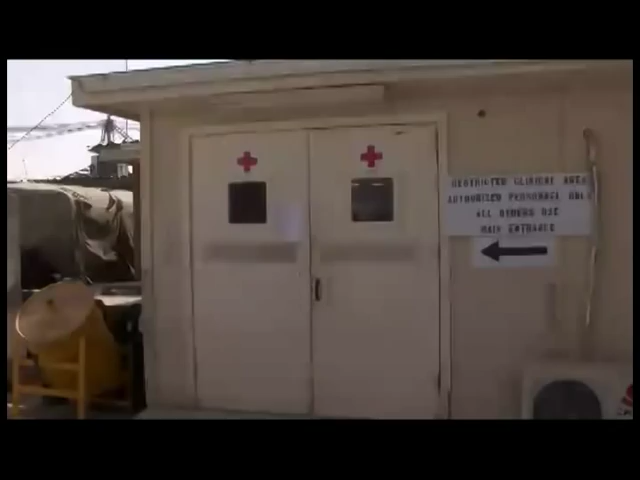 RESTRICTED CLINICAL AREA
AUTHORIZED PERSONNEL ONLY
ALL OTHERS USE
MAIN ENTRANCE